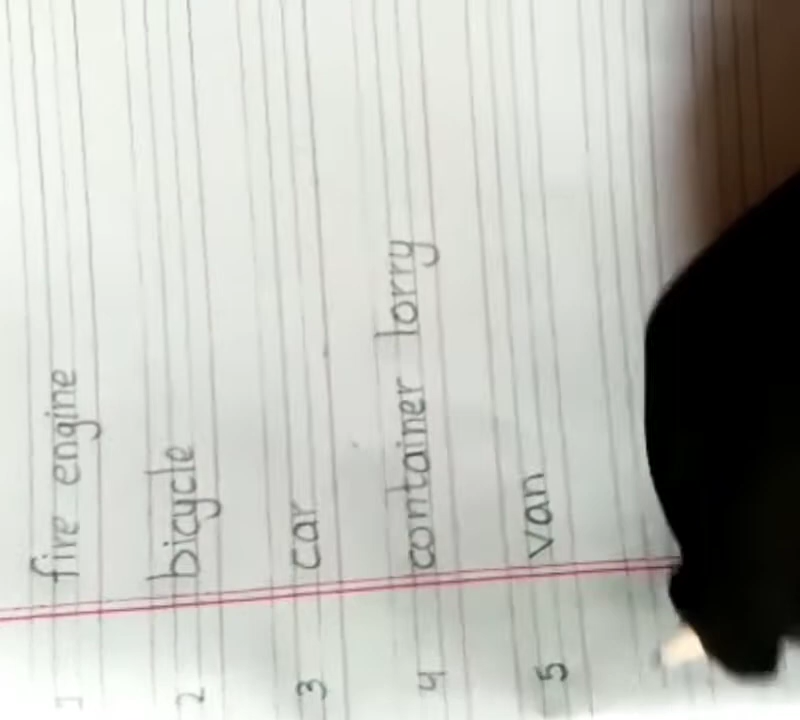 1 fire engine
2 bicycle
3 car
4 container lorry
5 van